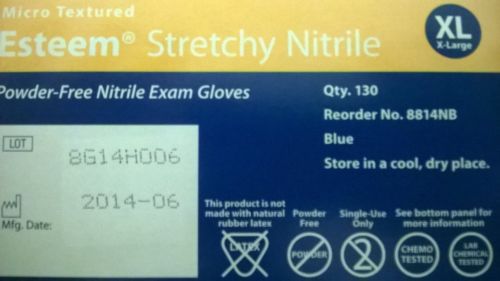 Micro Textured
Esteem® Stretchy Nitrile
XL
X-Large
Powder-Free Nitrile Exam Gloves
Qty. 130
Reorder No. 8814NB
Blue
Store in a cool, dry place.
LOT
8G14H006
2014-06
Mfg. Date:
This product is not
made with natural
rubber latex
LATEX
Powder
Free
POWDER
Single-Use
Only
2
See bottom panel for
more information
CHEMO
TESTED
LAB
CHEMICAL
TESTED